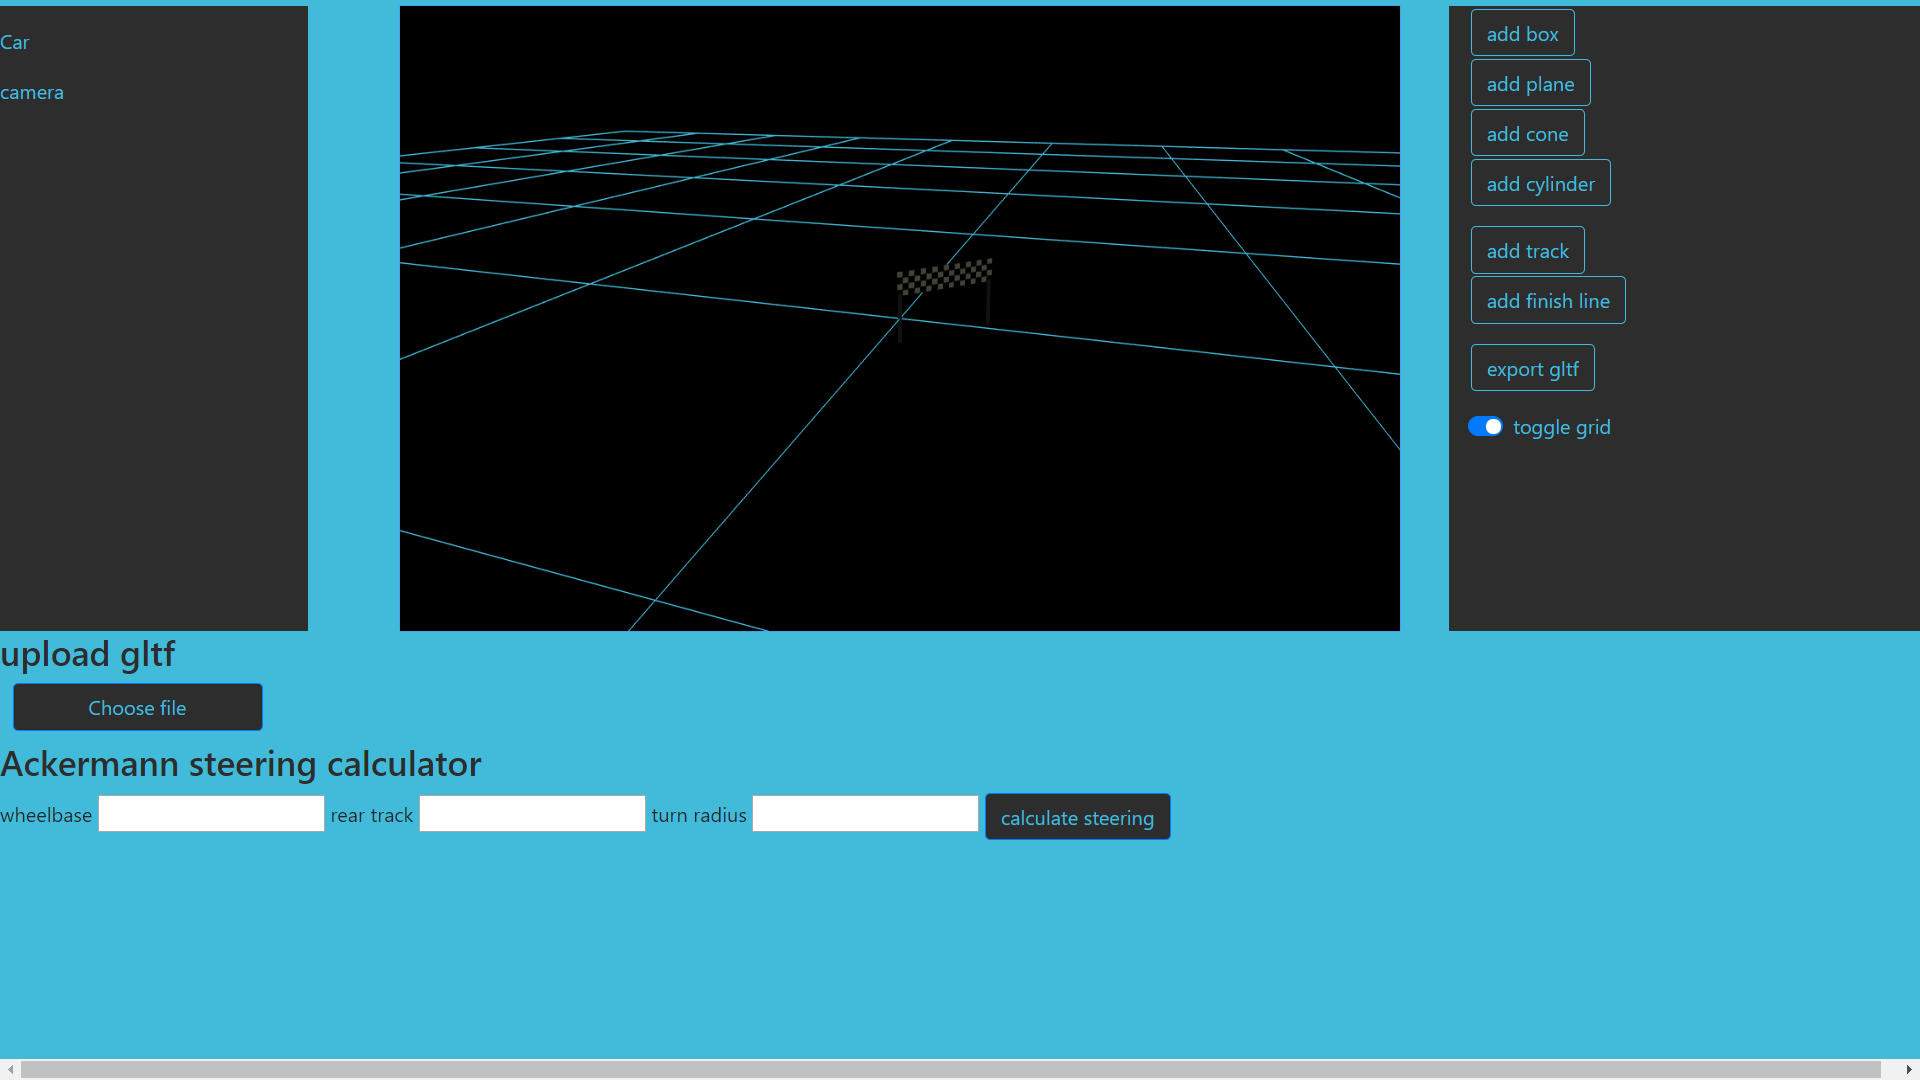 Car
camera
add box
add plane
add cone
add cylinder
add track
add finish line
export gltf
toggle grid
upload gltf
Choose file
Ackermann steering calculator
wheelbase rear track turn radius calculate steering